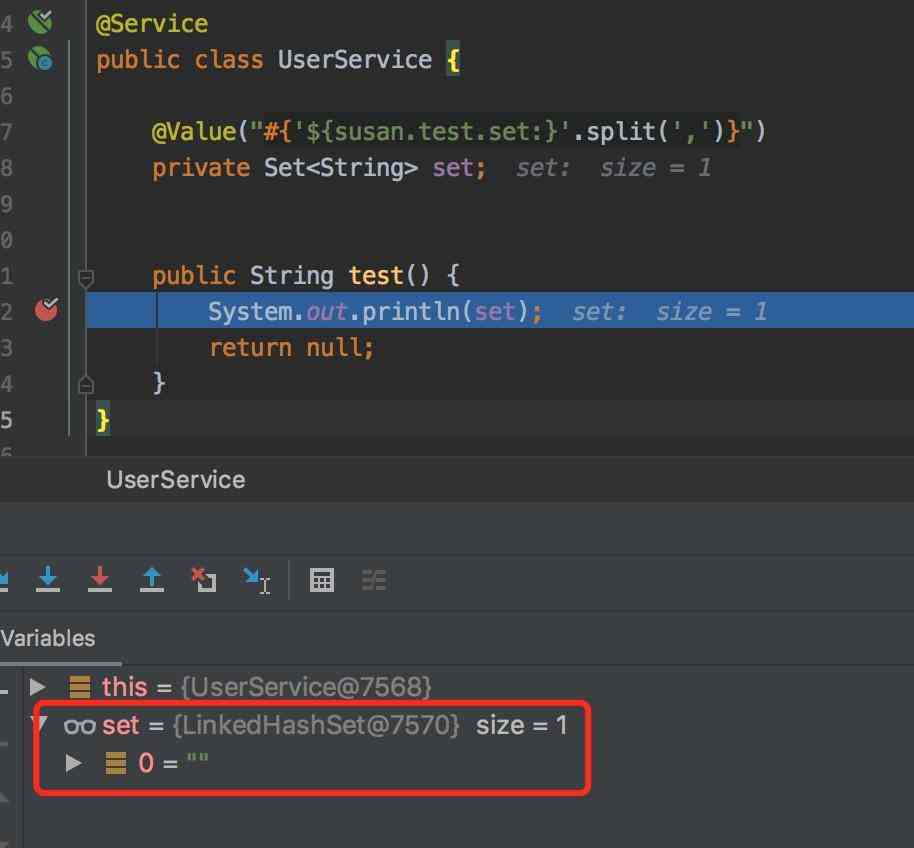 4 @Service
5 public class UserService {
6
7 @Value("#{'${susan.test.set:}'.split(',')}")
8 private Set<String> set; set: size = 1
9
0
1 public String test() {
2 System.out.println(set); set: size = 1
3 return null;
4 }
5 }
6
UserService
Variables
this = {UserService@7568}
set = {LinkedHashSet@7570} size = 1
0 = ""